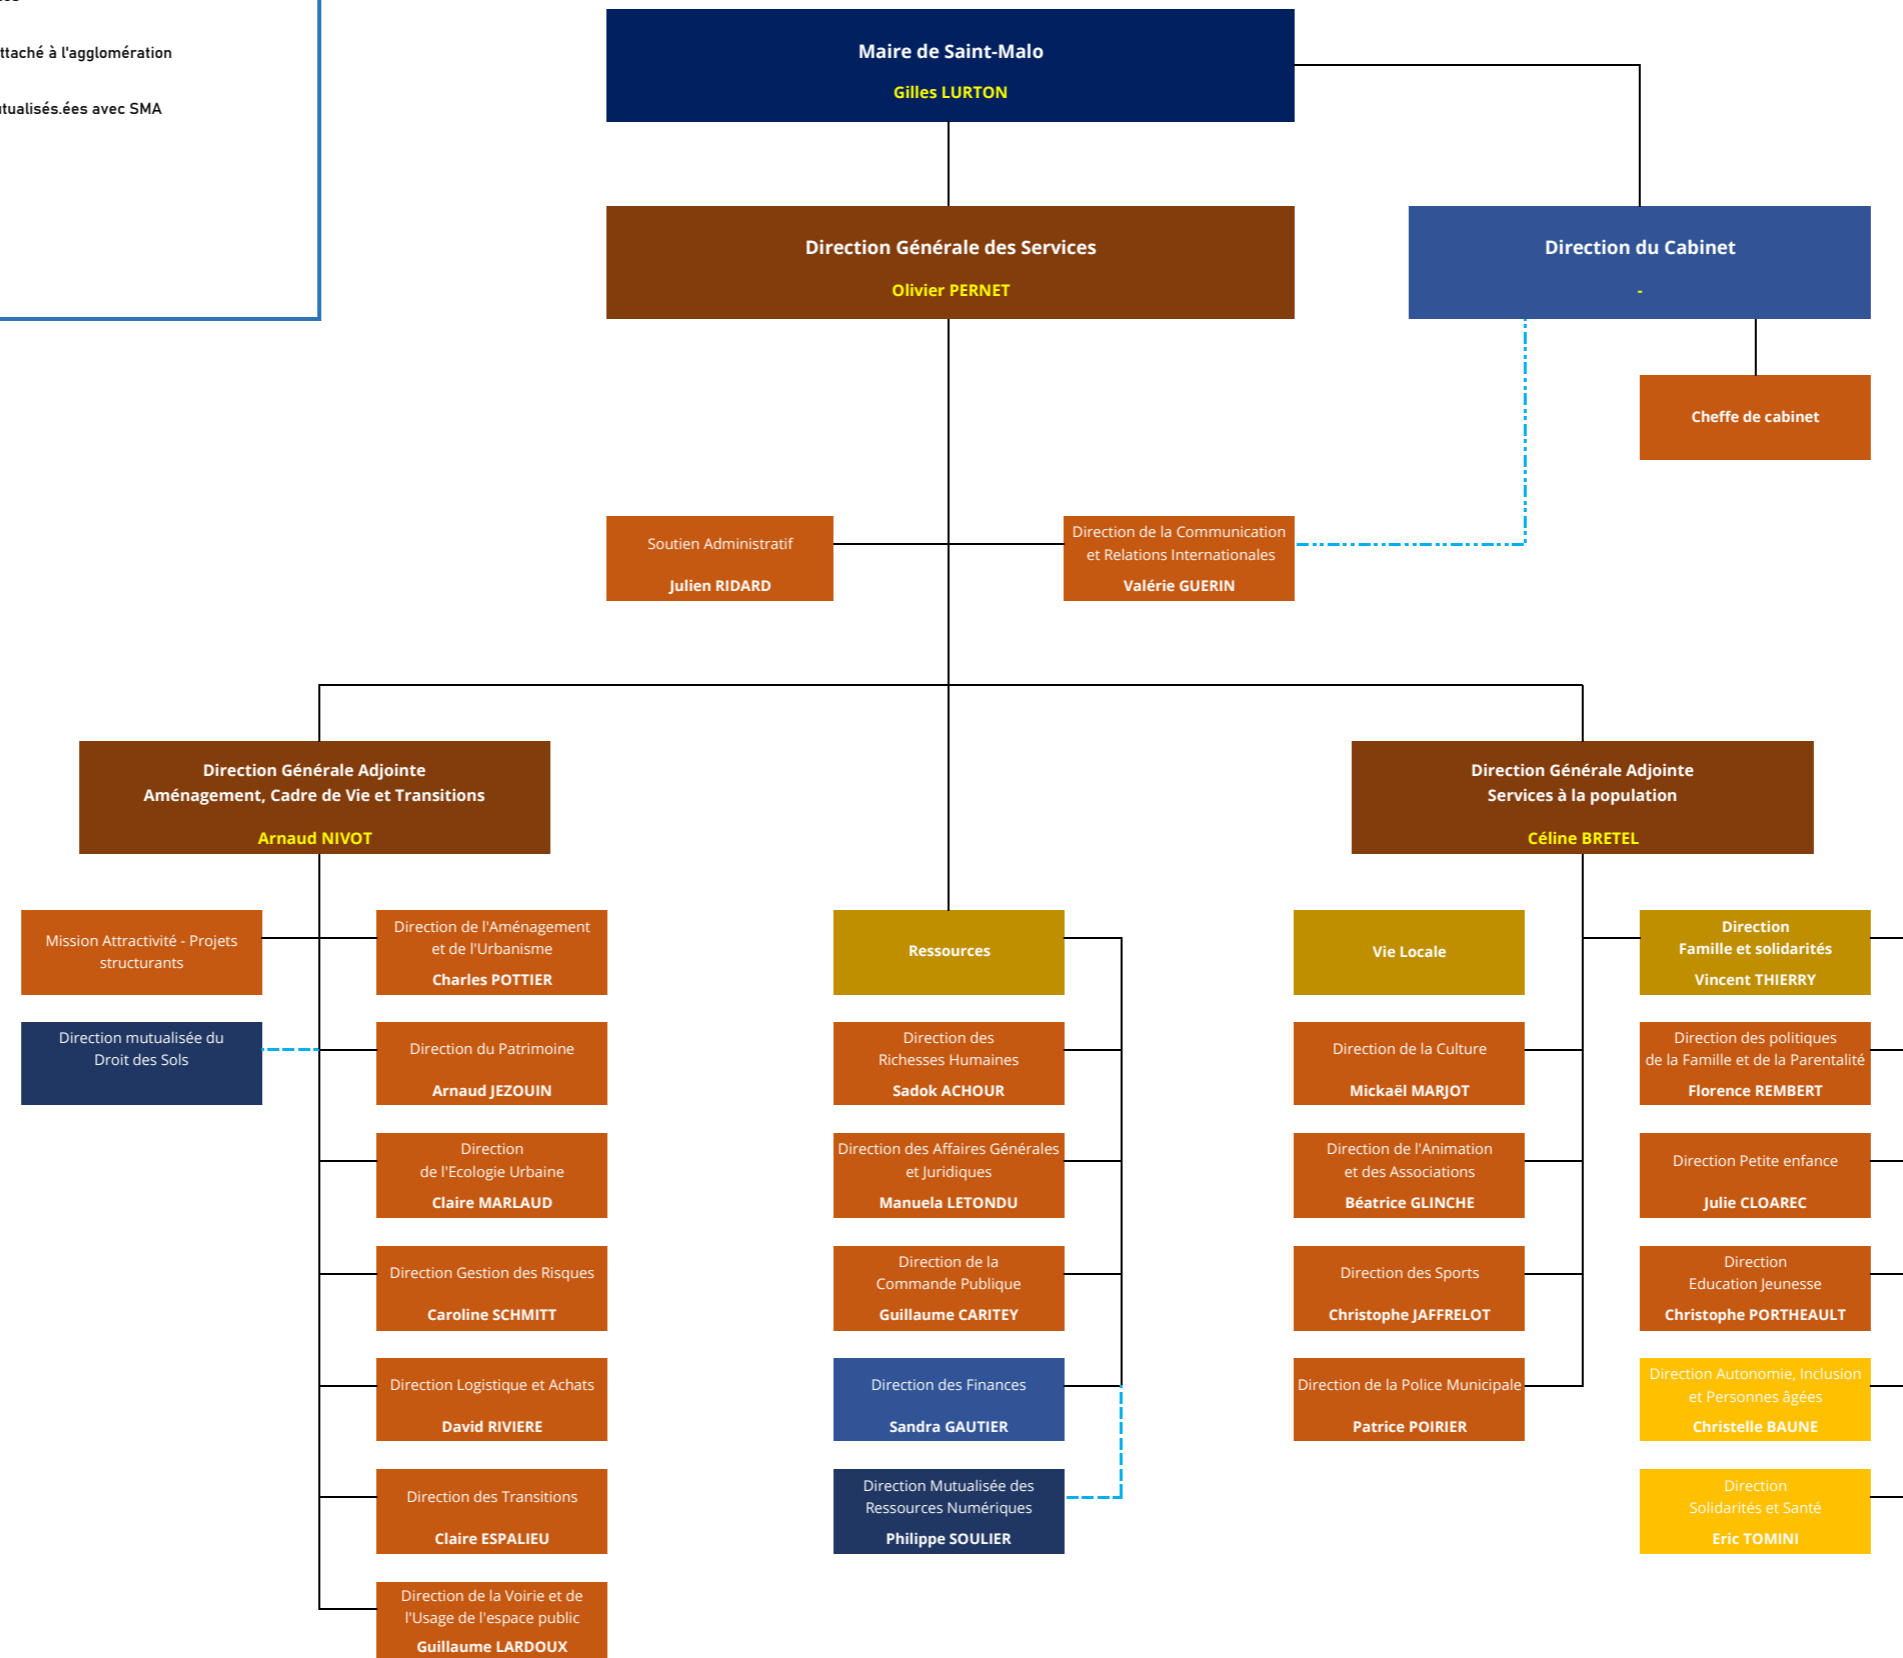 ttaché à l'agglomération
utualisés.ées avec SMA
Maire de Saint-Malo
Gilles LURTON
Direction Générale des Services
Olivier PERNET
Direction du Cabinet
-
Cheffe de cabinet
Soutien Administratif
Julien RIDARD
Direction de la Communication
et Relations Internationales
Valérie GUERIN
Direction Générale Adjointe
Aménagement, Cadre de Vie et Transitions
Arnaud NIVOT
Direction Générale Adjointe
Services à la population
Céline BRETEL
Mission Attractivité - Projets
structurants
Direction mutualisée du
Droit des Sols
Direction de l'Aménagement
et de l'Urbanisme
Charles POTTIER
Direction du Patrimoine
Arnaud JEZOUIN
Direction
de l'Ecologie Urbaine
Claire MARLAUD
Direction Gestion des Risques
Caroline SCHMITT
Direction Logistique et Achats
David RIVIERE
Direction des Transitions
Claire ESPALIEU
Direction de la Voirie et de
l'Usage de l'espace public
Guillaume LARDOUX
Ressources
Direction des
Richesses Humaines
Sadok ACHOUR
Direction des Affaires Générales
et Juridiques
Manuela LETONDU
Direction de la
Commande Publique
Guillaume CARITEY
Direction des Finances
Sandra GAUTIER
Direction Mutualisée des
Ressources Numériques
Philippe SOULIER
Vie Locale
Direction de la Culture
Mickaël MARJOT
Direction de l'Animation
et des Associations
Béatrice GLINCHE
Direction des Sports
Christophe JAFFRELOT
Direction de la Police Municipale
Patrice POIRIER
Direction
Famille et solidarités
Vincent THIERRY
Direction des politiques
de la Famille et de la Parentalité
Florence REMBERT
Direction Petite enfance
Julie CLOAREC
Direction
Education Jeunesse
Christophe PORTHEAULT
Direction Autonomie, Inclusion
et Personnes âgées
Christelle BAUNE
Direction
Solidarités et Santé
Eric TOMINI